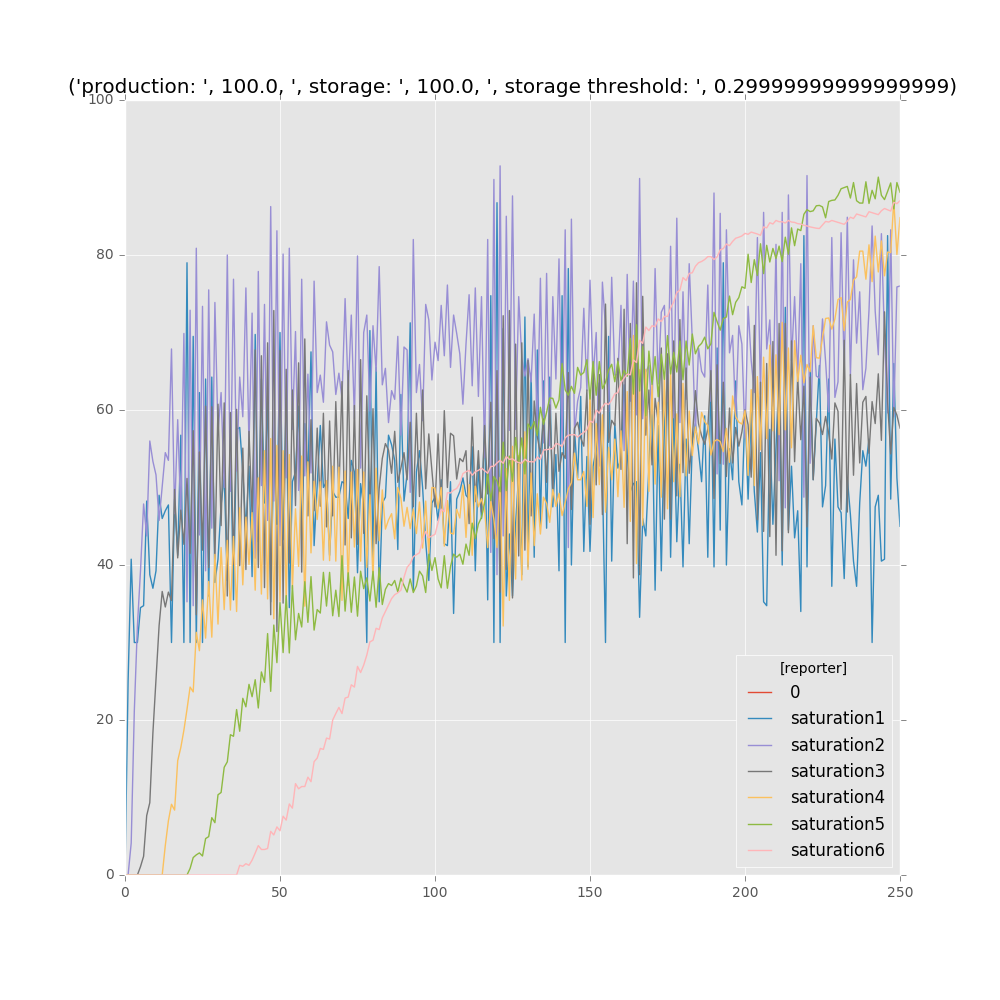 ('production: ', 100.0, ', storage: ', 100.0, ', storage threshold: ', 0.29999999999999999)
100
80
60
40
20
0
0 50 100 150 200 250
[reporter]
0
saturation1
saturation2
saturation3
saturation4
saturation5
saturation6